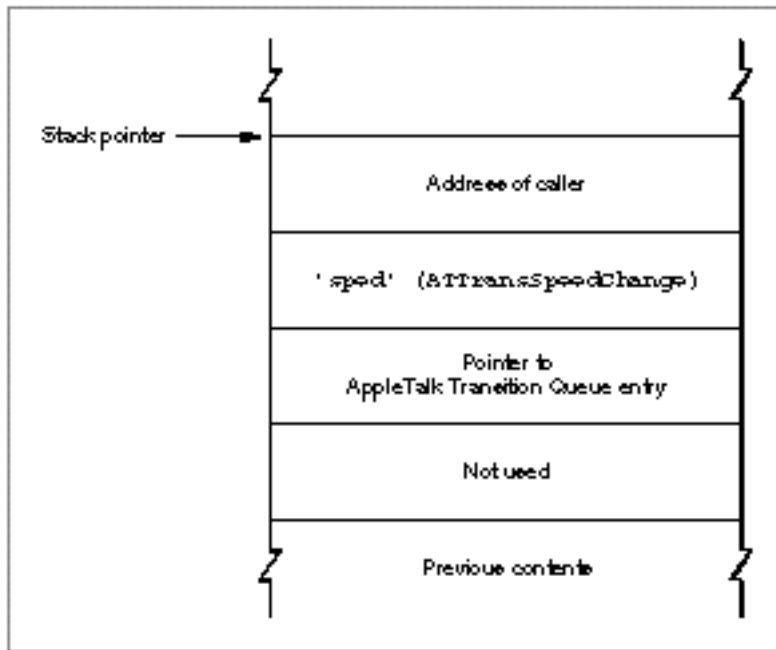 Stack pointer
Address of caller
'sped' (ATTransSpeedChange)
Pointer to
AppleTalk Transition Queue entry
Not used
Previous contents